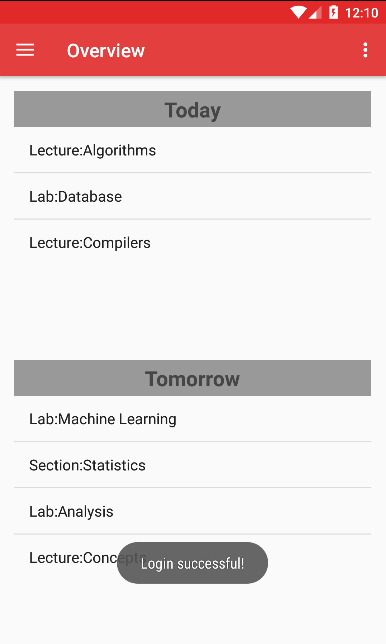 12:10
Overview
Today
Lecture:Algorithms
Lab:Database
Lecture:Compilers
Tomorrow
Lab:Machine Learning
Section:Statistics
Lab:Analysis
Lecture:Concepts
Login successful!